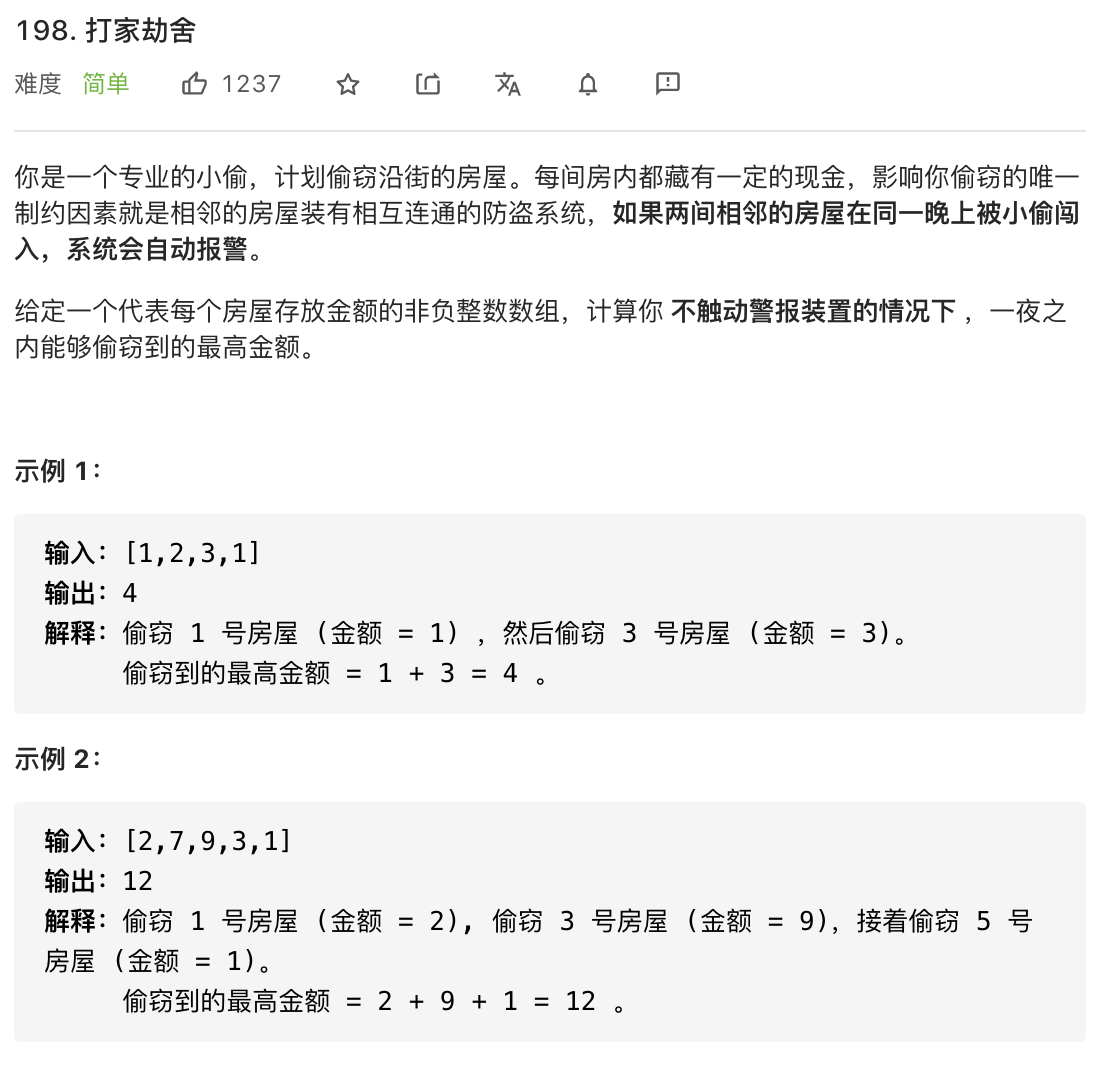 198. 打家劫舍
难度 简单 1237
你是一个专业的小偷，计划偷窃沿街的房屋。每间房内都藏有一定的现金，影响你偷窃的唯一
制约因素就是相邻的房屋装有相互连通的防盗系统，如果两间相邻的房屋在同一晚上被小偷闯
入，系统会自动报警。
给定一个代表每个房屋存放金额的非负整数数组，计算你 不触动警报装置的情况下 ，一夜之
内能够偷窃到的最高金额。
示例 1：
输入：[1,2,3,1]
输出：4
解释：偷窃 1 号房屋 (金额 = 1) ，然后偷窃 3 号房屋 (金额 = 3)。
偷窃到的最高金额 = 1 + 3 = 4 。
示例 2：
输入：[2,7,9,3,1]
输出：12
解释：偷窃 1 号房屋 (金额 = 2), 偷窃 3 号房屋 (金额 = 9)，接着偷窃 5 号
房屋 (金额 = 1)。
偷窃到的最高金额 = 2 + 9 + 1 = 12 。